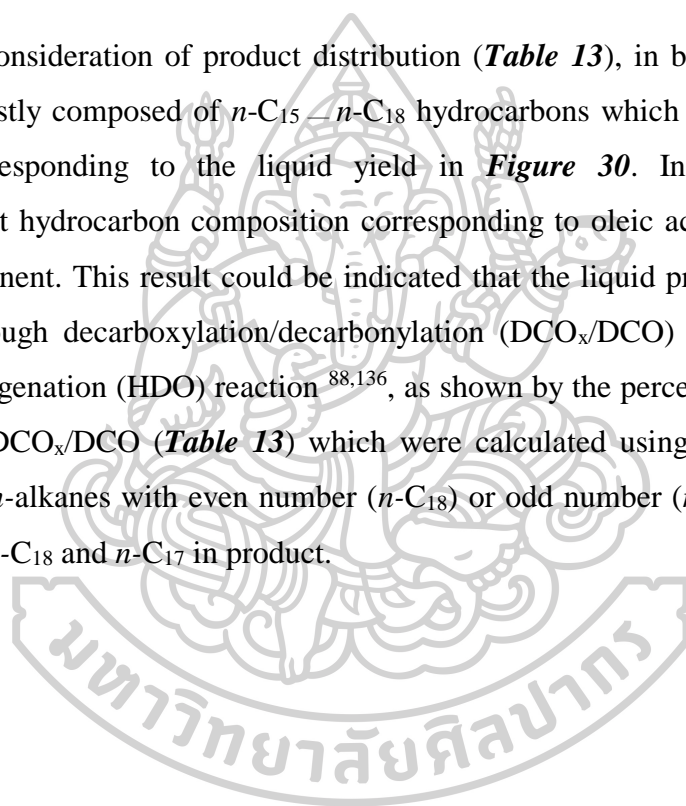 onsideration of product distribution (Table 13), in b
stly composed of n-C15 – n-C18 hydrocarbons which
esponding to the liquid yield in Figure 30. In
t hydrocarbon composition corresponding to oleic ac
nent. This result could be indicated that the liquid pr
ough decarboxylation/decarbonylation (DCOx/DCO)
genation (HDO) reaction 88,136, as shown by the perce
DCOx/DCO (Table 13) which were calculated using
n-alkanes with even number (n-C18) or odd number (n
-C18 and n-C17 in product.
มหาวิทยาลัยศิลปากร